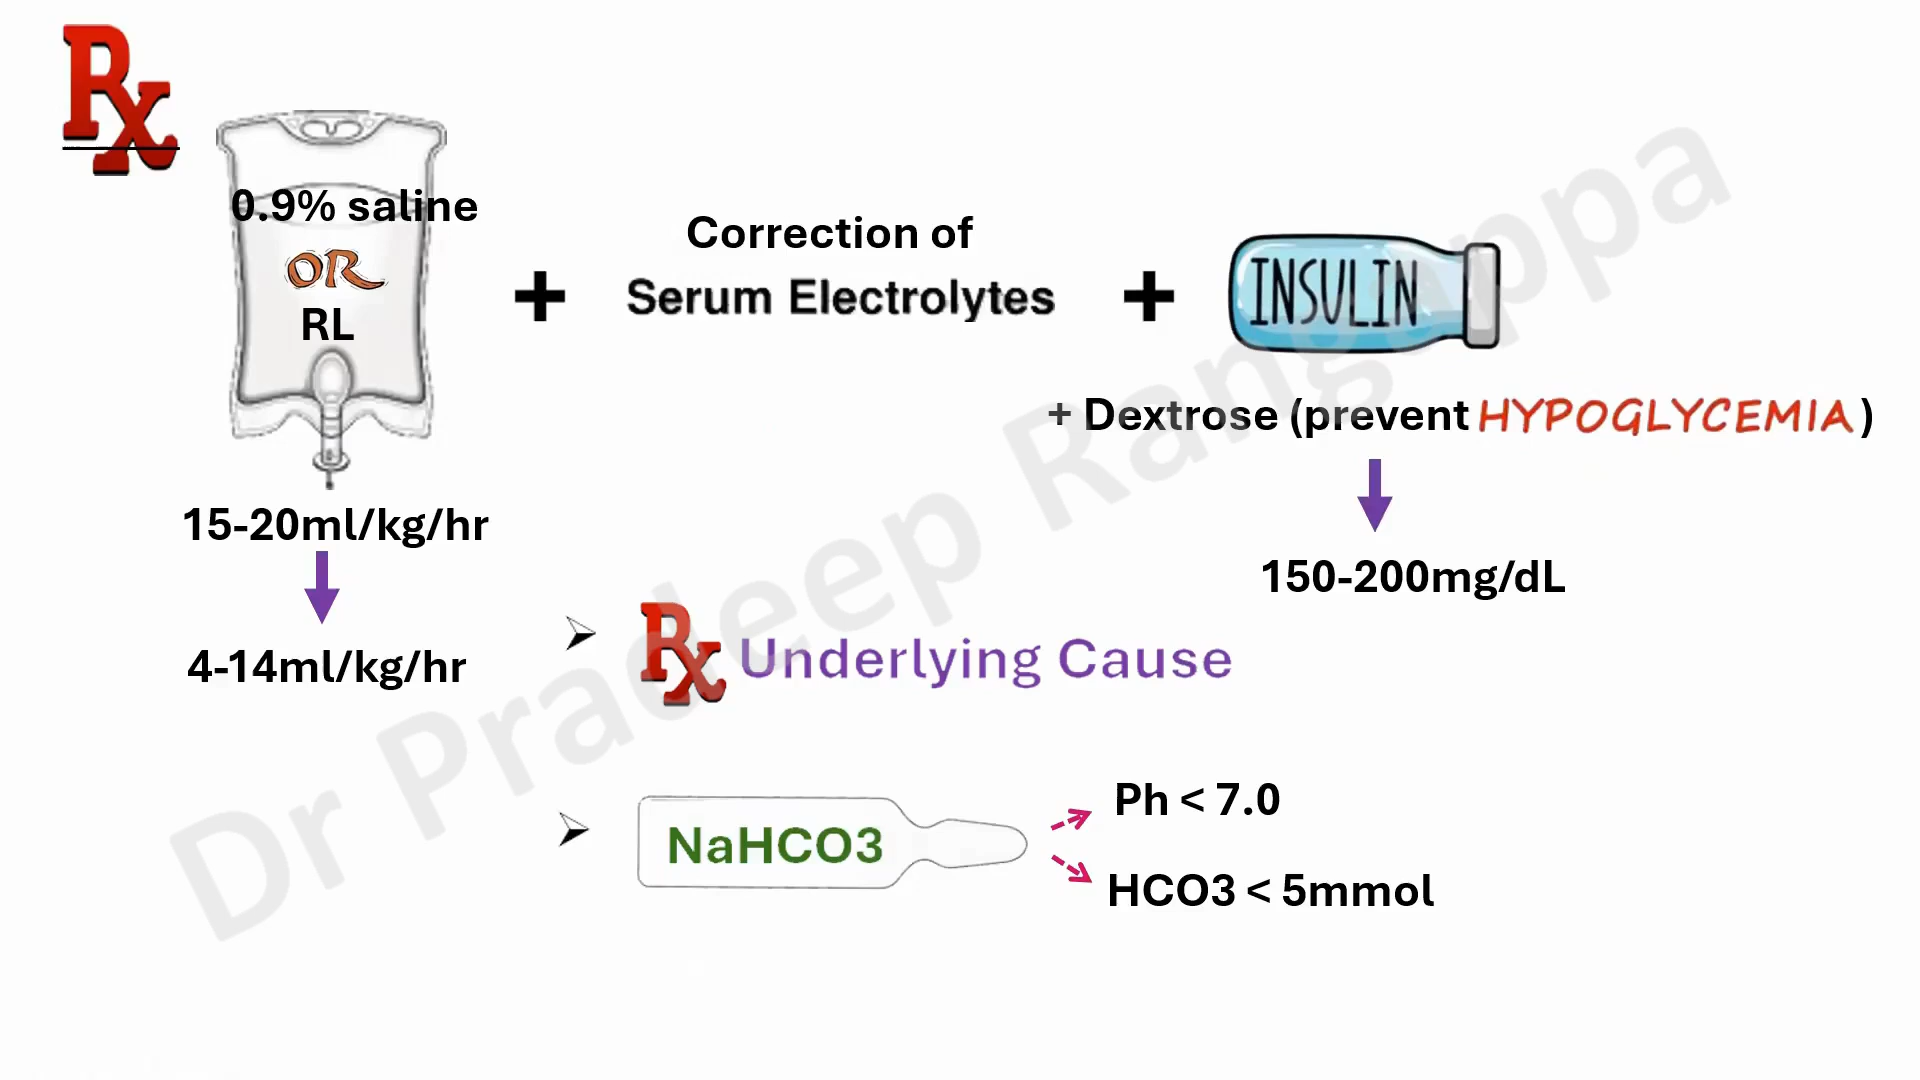 Rx
0.9% saline
OR
RL
+
Correction of
Serum Electrolytes
+
INSULIN
+ Dextrose (prevent HYPOGLYCEMIA)
15-20ml/kg/hr
150-200mg/dL
4-14ml/kg/hr
Rx Underlying Cause
NaHCO3
Ph < 7.0
HCO3 < 5mmol
Dr Pradeep Rangappa